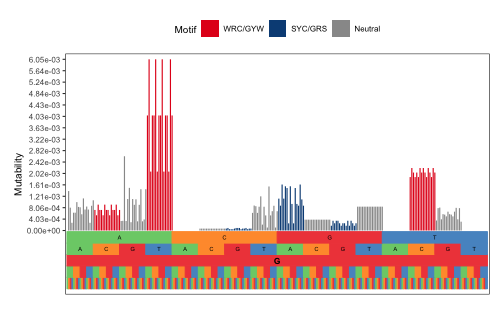 Motif WRC/GYW SYC/GRS Neutral
6.05e-03
5.64e-03
5.24e-03
4.84e-03
4.43e-03
4.03e-03
3.63e-03
3.22e-03
2.82e-03
2.42e-03
2.02e-03
1.61e-03
1.21e-03
8.06e-04
4.03e-04
0.00e+00
Mutability
A C G T
A C G T A C G T A C G T A C G T
G